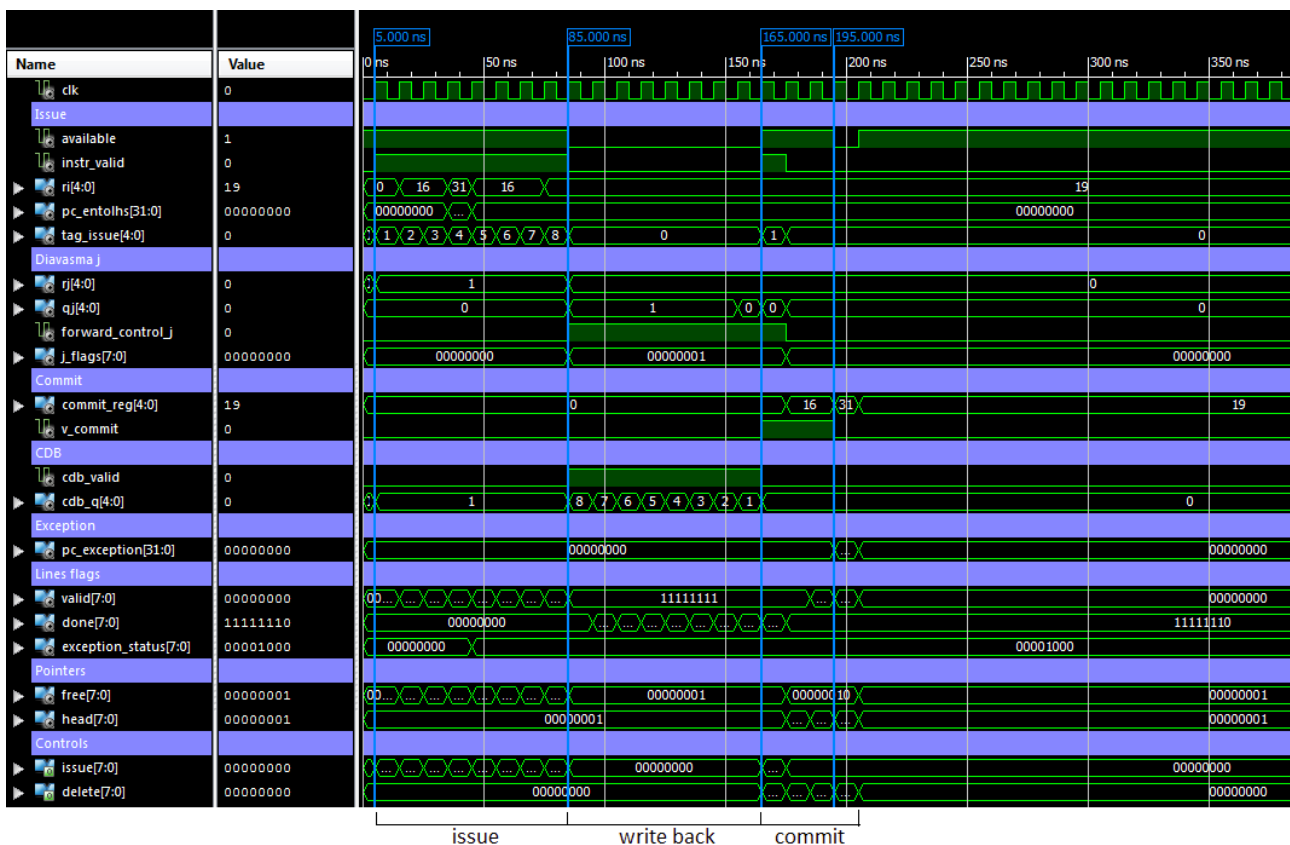 5.000 ns 85.000 ns 165.000 ns 195.000 ns
Name Value 0 ns 50 ns 100 ns 150 ns 200 ns 250 ns 300 ns 350 ns
clk 0
Issue
available 1
instr_valid 0
ri[4:0] 19 0 16 31 16 19
pc_entolhs[31:0] 00000000 00000000 ... 00000000
tag_issue[4:0] 0 1 2 3 4 5 6 7 8 0 1 0
Diavasma j
rj[4:0] 0 1 0
qj[4:0] 0 0 1 0 0 0
forward_control_j 0
j_flags[7:0] 00000000 00000000 00000001 00000000
Commit
commit_reg[4:0] 19 0 16 31 19
v_commit 0
CDB
cdb_valid 0
cdb_q[4:0] 0 1 8 7 6 5 4 3 2 1 0
Exception
pc_exception[31:0] 00000000 00000000 ... 00000000
Lines flags
valid[7:0] 00000000 00... ... ... ... ... ... ... ... 11111111 ... ... 00000000
done[7:0] 11111110 00000000 ... ... ... ... ... ... ... ... 11111110
exception_status[7:0] 00001000 00000000 00001000
Pointers
free[7:0] 00000001 00... ... ... ... ... ... ... ... 00000001 00000010 00000001
head[7:0] 00000001 00000001 ... ... ... 00000001
Controls
issue[7:0] 00000000 ... ... ... ... ... ... ... ... 00000000 ... 00000000
delete[7:0] 00000000 00000000 ... ... ... ... 00000000
issue write back commit